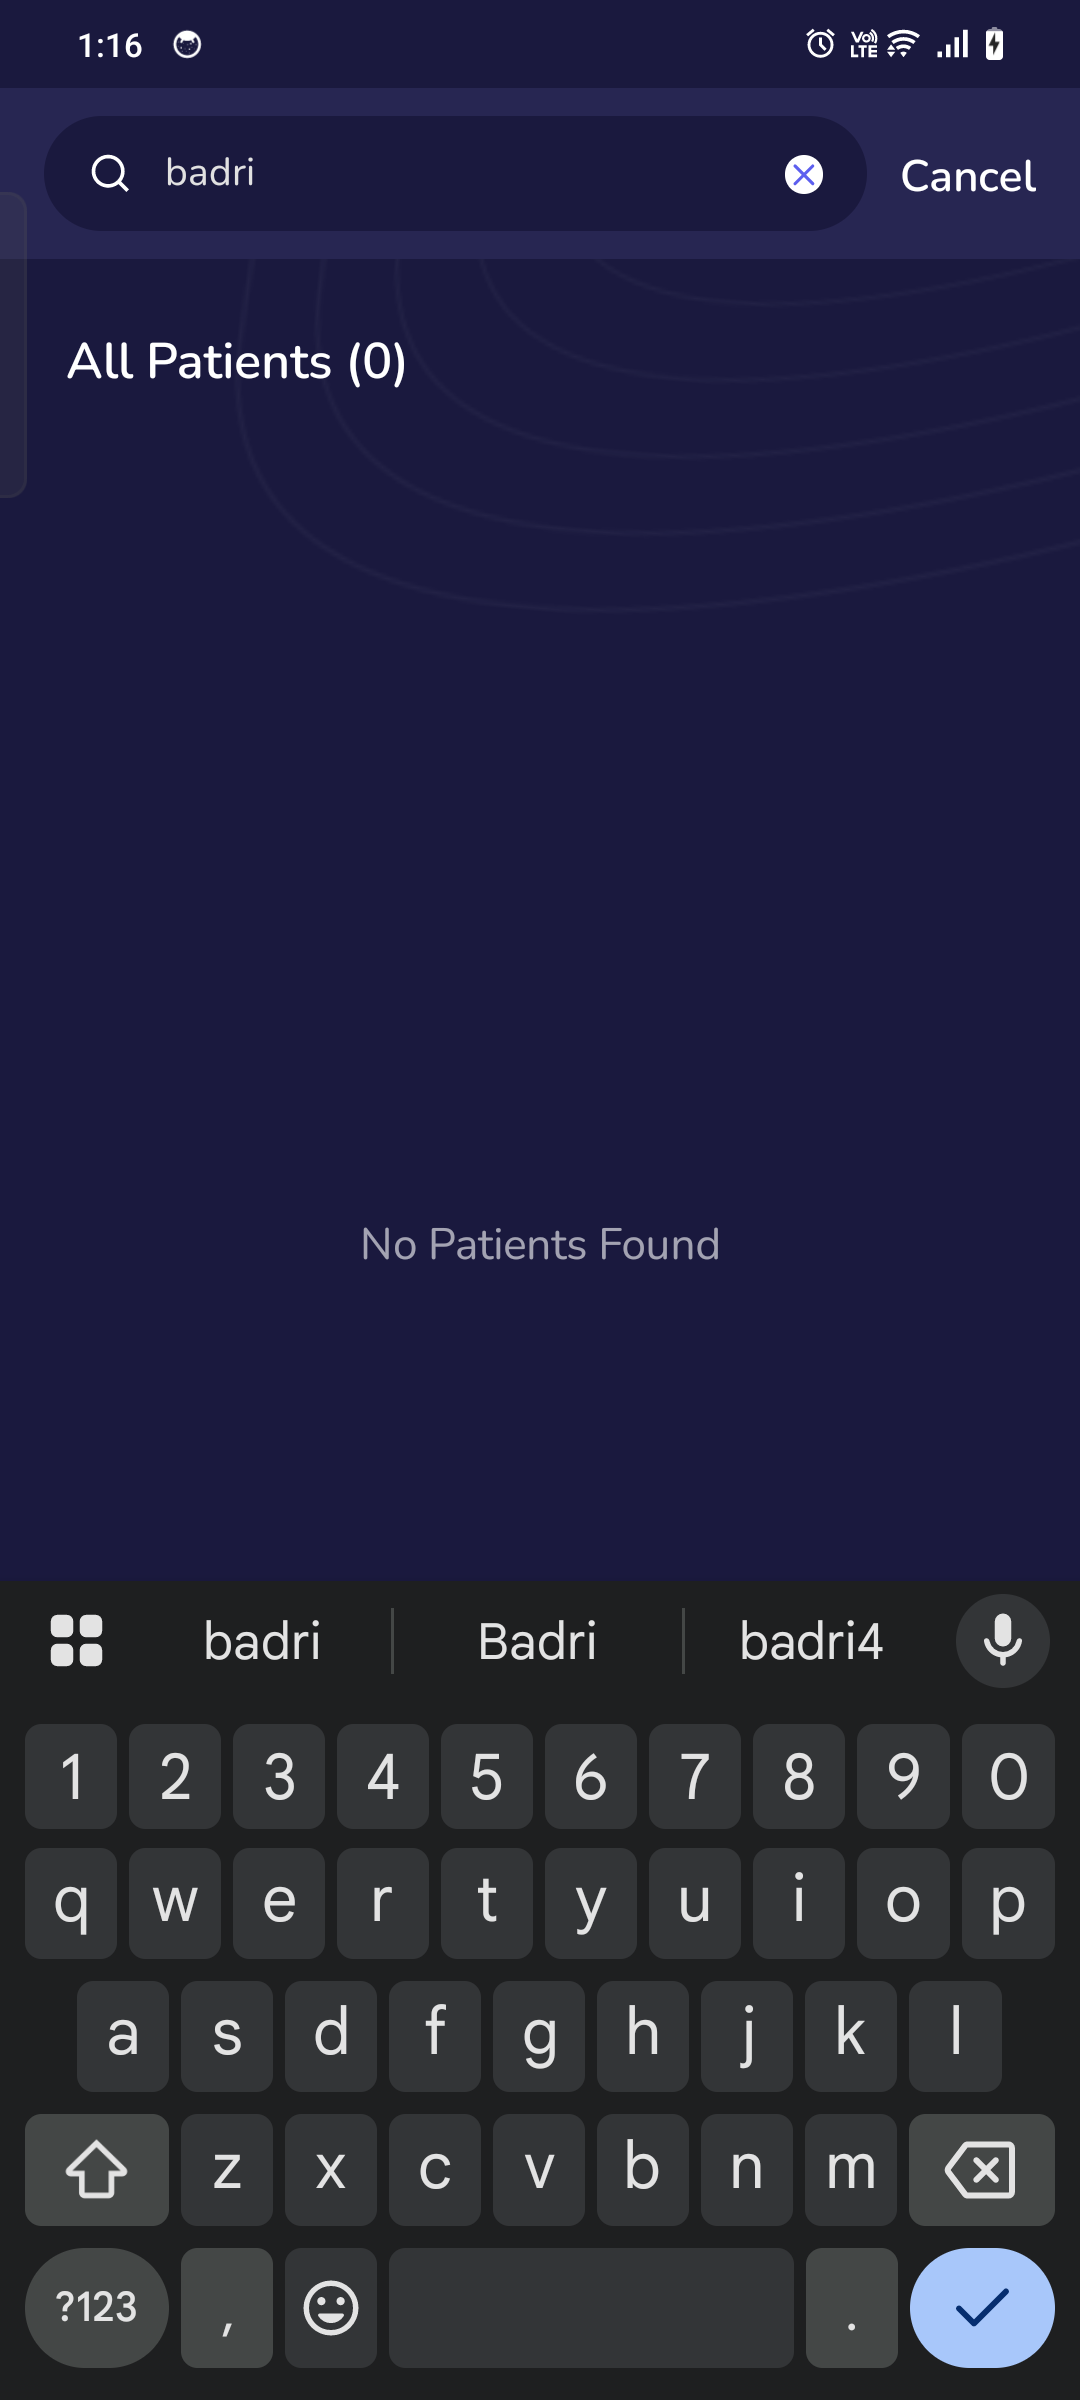 1:16
Vo)) LTE
badri
Cancel
All Patients (0)
No Patients Found
badri Badri badri4
1 2 3 4 5 6 7 8 9 0
q w e r t y u i o p
a s d f g h j k l
z x c v b n m
?123 , .